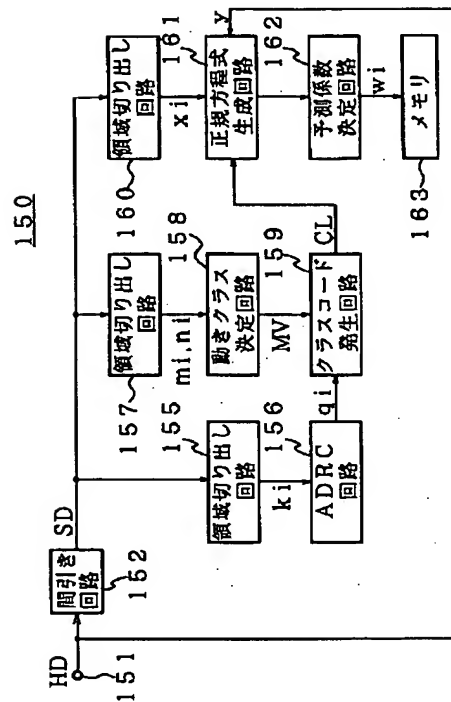 150
HD
151
間引き
回路
152
SD
157
領域切り出し
回路
mi,ni
160
領域切り出し
回路
xi
155
領域切り出し
回路
ki
158
動きクラス
決定回路
MV
y
161
正規方程式
生成回路
156
ADRC
回路
qi
159
クラスコード
発生回路
CL
162
予測係数
決定回路
wi
163
メモリ